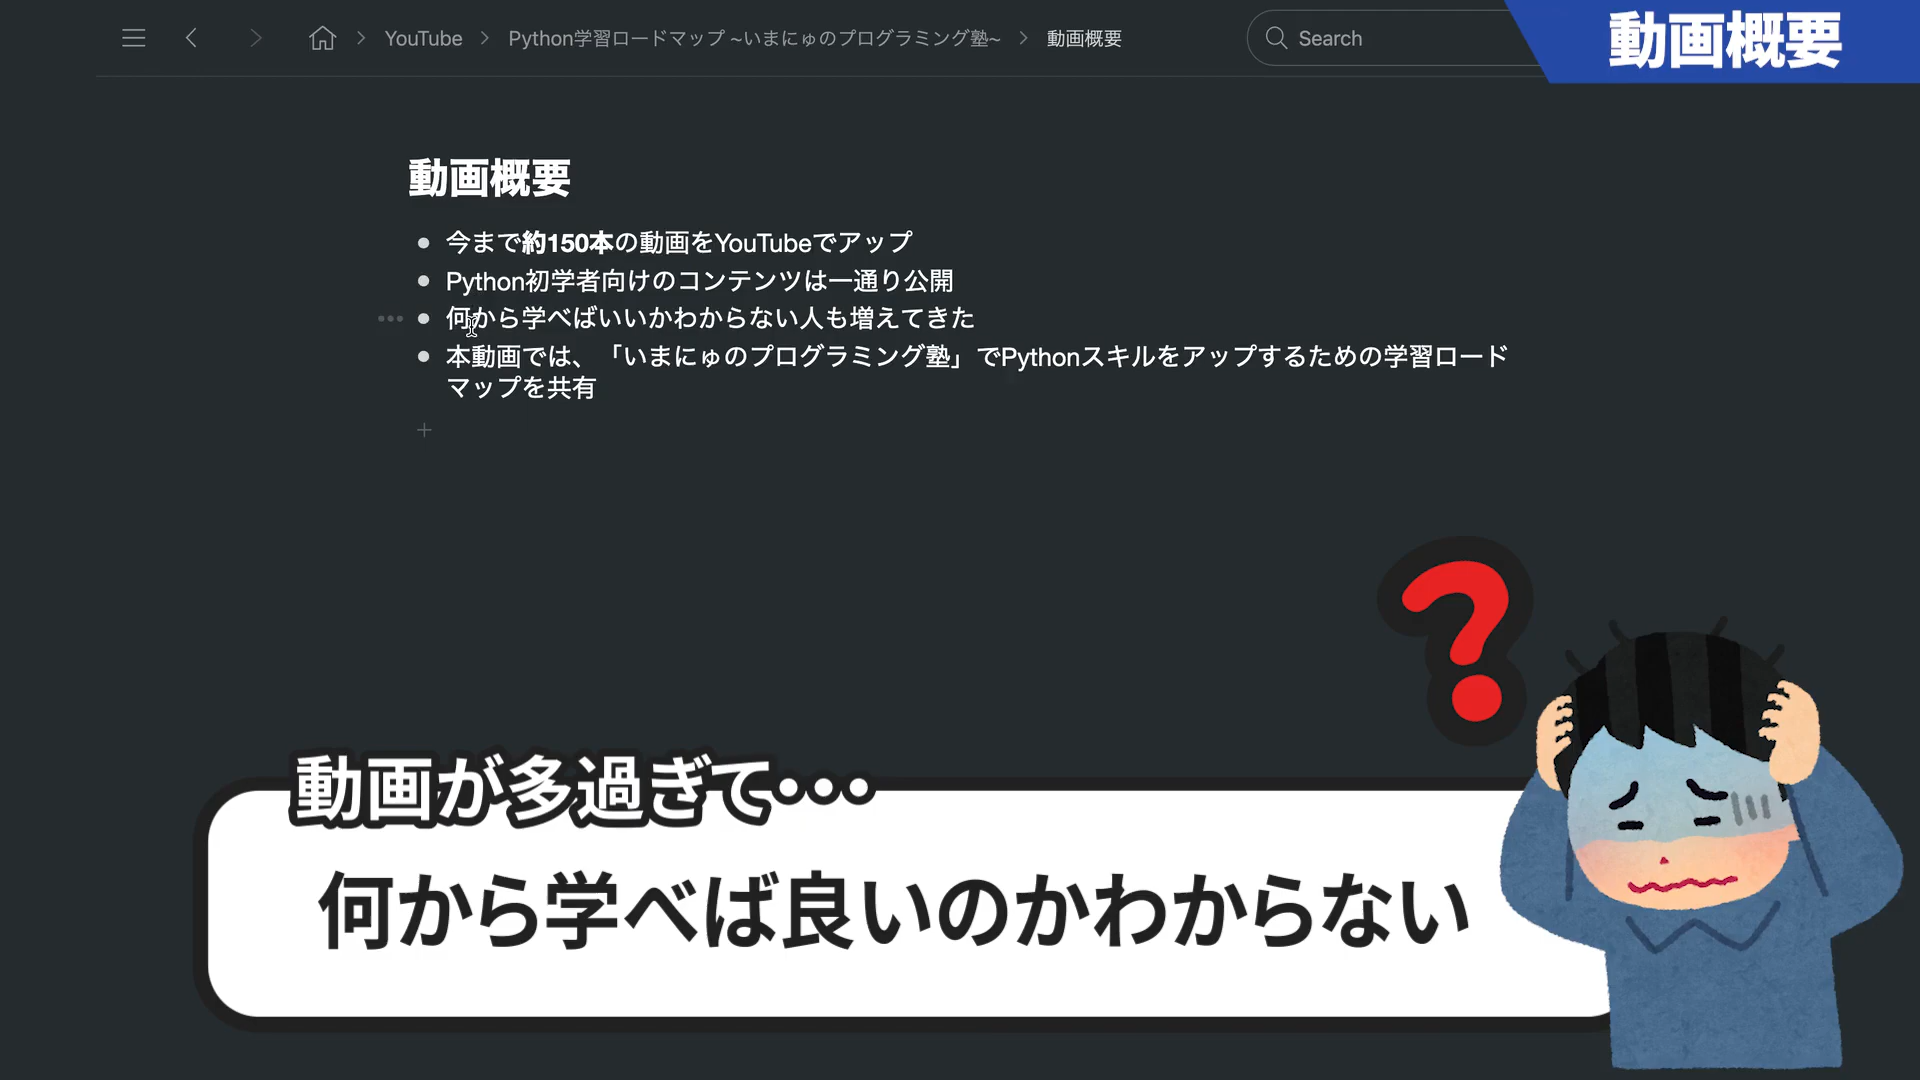 YouTube > Python学習ロードマップ ~いまにゅのプログラミング塾~ > 動画概要
Search
動画概要
動画概要
今まで約150本の動画をYouTubeでアップ
Python初学者向けのコンテンツは一通り公開
何から学べばいいかわからない人も増えてきた
本動画では、「いまにゅのプログラミング塾」でPythonスキルをアップするための学習ロード
マップを共有
?
動画が多過ぎて・・・
何から学べば良いのかわからない